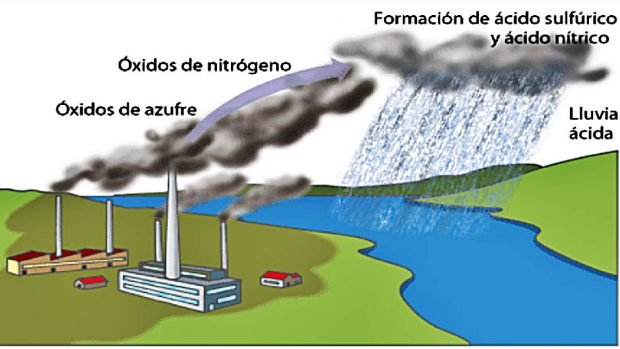 Formación de ácido sulfúrico
y ácido nítrico
Óxidos de nitrógeno
Óxidos de azufre
Lluvia
ácida